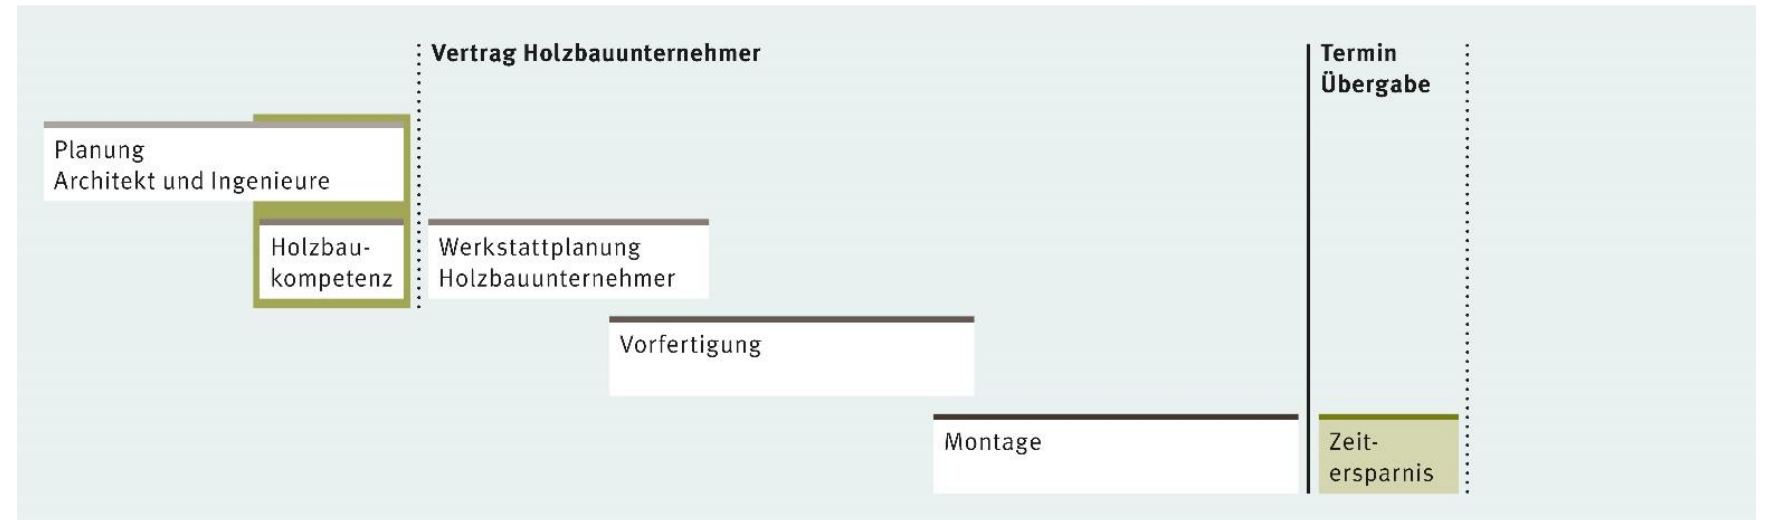 Vertrag Holzbauunternehmer
Termin
Übergabe
Planung
Architekt und Ingenieure
Holzbau-
kompetenz
Werkstattplanung
Holzbauunternehmer
Vorfertigung
Montage
Zeit-
ersparnis